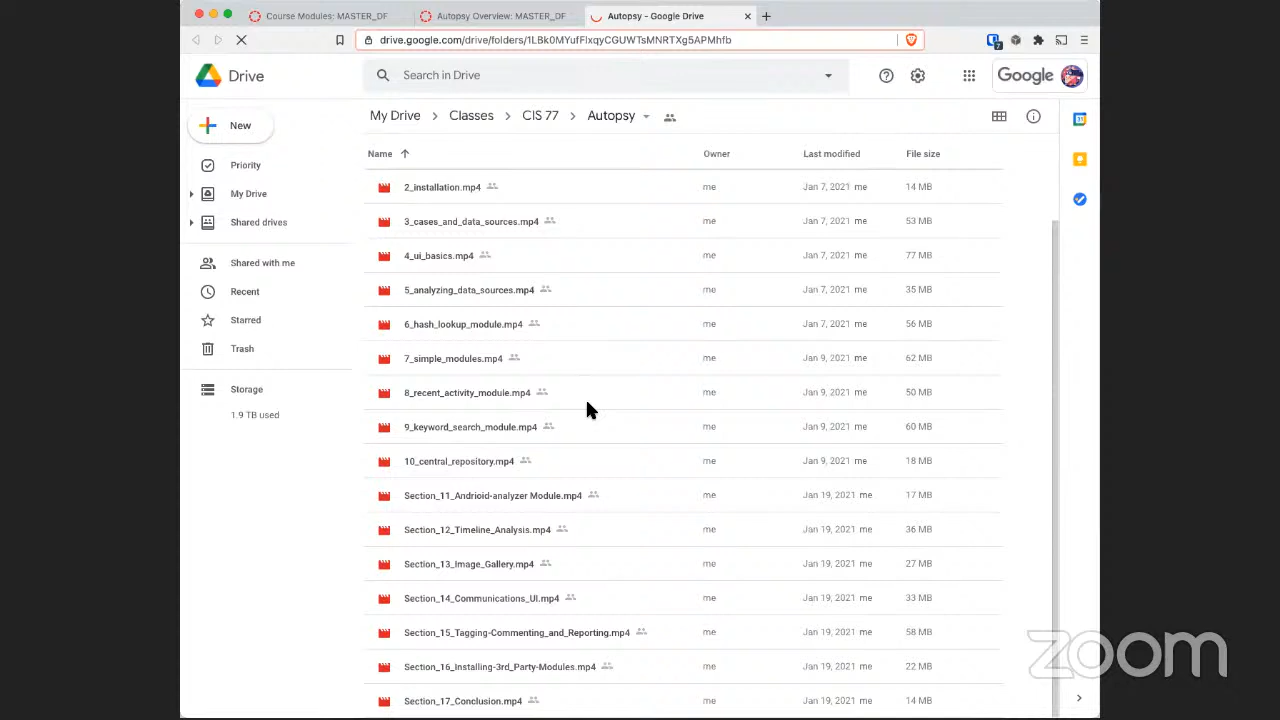 Course Modules: MASTER_DF
Autopsy Overview: MASTER_DF
Autopsy - Google Drive
drive.google.com/drive/folders/1LBk0MYufFlxqyCGUWTsMNRTXg5APMhfb
7
Drive
Search in Drive
Google
New
My Drive
Classes
CIS 77
Autopsy
Priority
My Drive
Shared drives
Shared with me
Recent
Starred
Trash
Storage
1.9 TB used
Name Owner Last modified File size
2_installation.mp4 me Jan 7, 2021 me 14 MB
3_cases_and_data_sources.mp4 me Jan 7, 2021 me 53 MB
4_ui_basics.mp4 me Jan 7, 2021 me 77 MB
5_analyzing_data_sources.mp4 me Jan 7, 2021 me 35 MB
6_hash_lookup_module.mp4 me Jan 7, 2021 me 56 MB
7_simple_modules.mp4 me Jan 9, 2021 me 62 MB
8_recent_activity_module.mp4 me Jan 9, 2021 me 50 MB
9_keyword_search_module.mp4 me Jan 9, 2021 me 60 MB
10_central_repository.mp4 me Jan 9, 2021 me 18 MB
Section_11_Andrioid-analyzer Module.mp4 me Jan 19, 2021 me 17 MB
Section_12_Timeline_Analysis.mp4 me Jan 19, 2021 me 36 MB
Section_13_Image_Gallery.mp4 me Jan 19, 2021 me 27 MB
Section_14_Communications_UI.mp4 me Jan 19, 2021 me 33 MB
Section_15_Tagging-Commenting_and_Reporting.mp4 me Jan 19, 2021 me 58 MB
Section_16_Installing-3rd_Party-Modules.mp4 me Jan 19, 2021 me 22 MB
Section_17_Conclusion.mp4 me Jan 19, 2021 me 14 MB
zoom